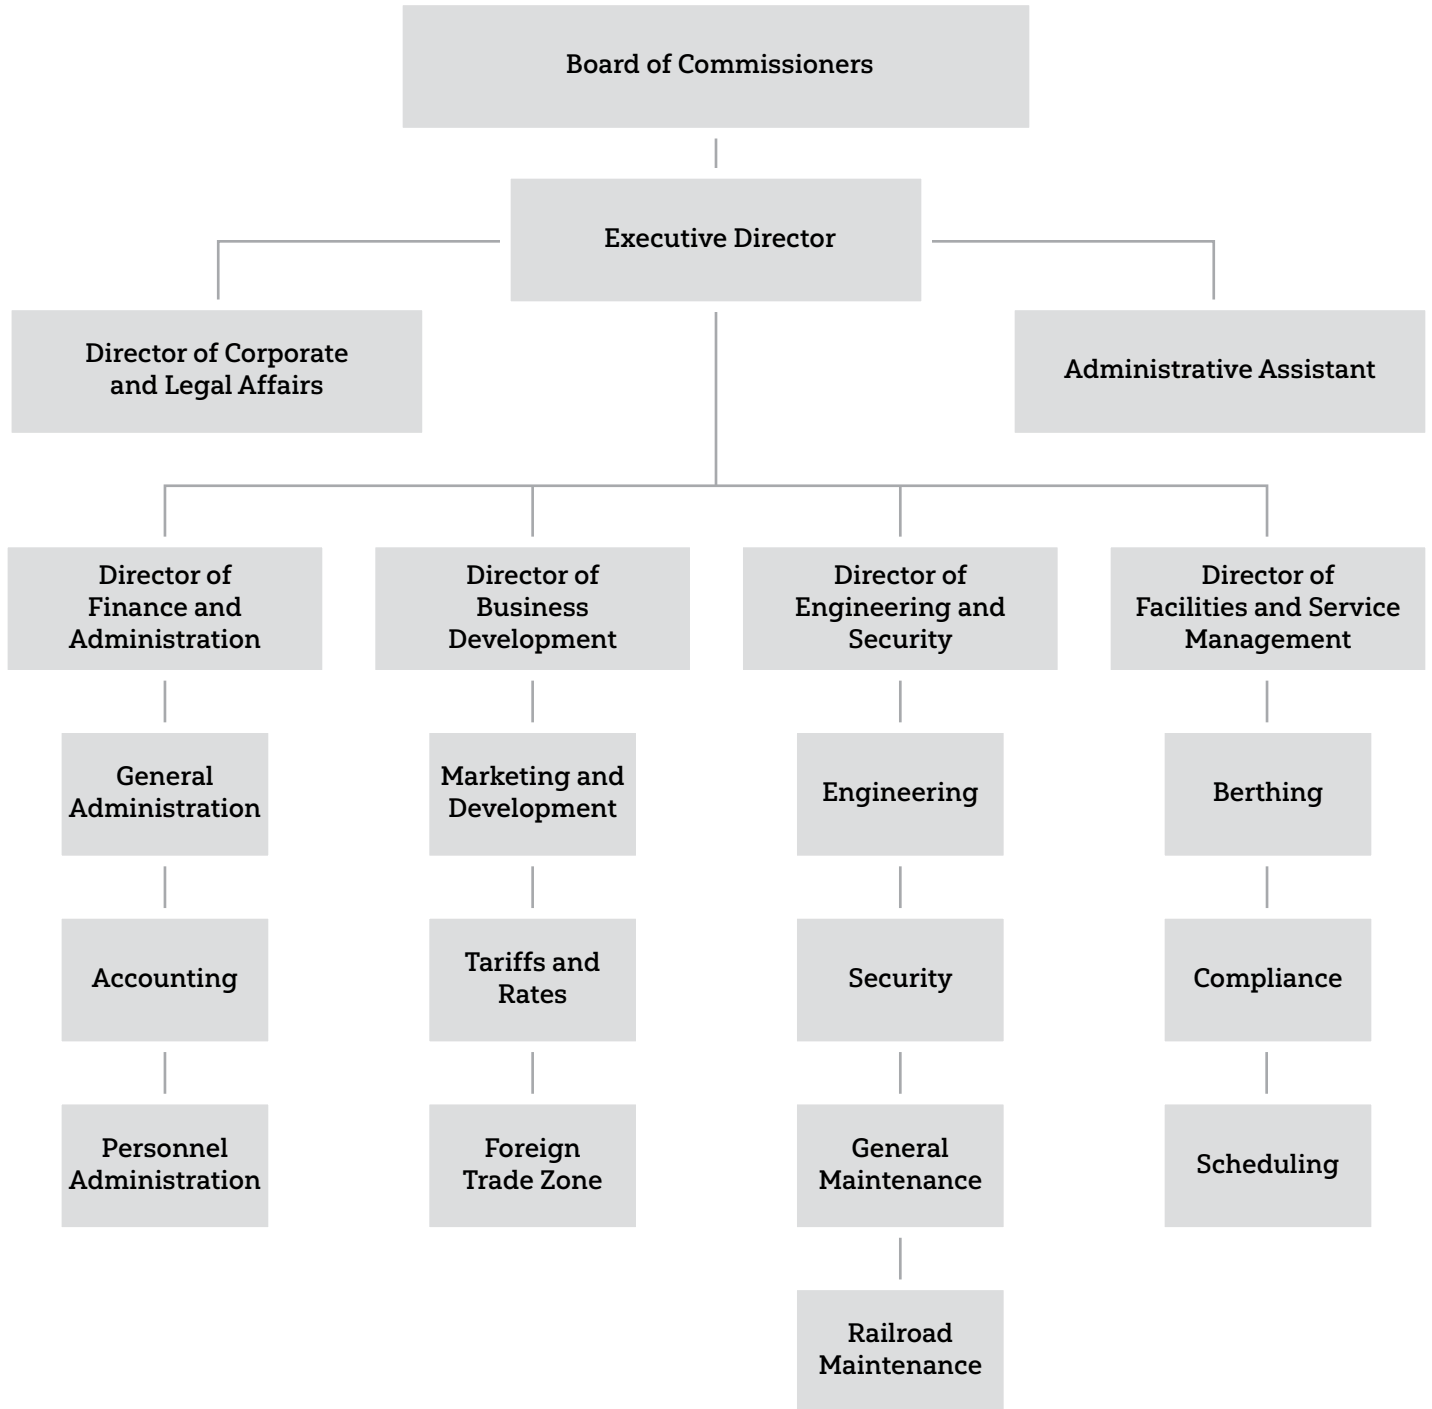 Board of Commissioners
Executive Director
Director of Corporate
and Legal Affairs
Administrative Assistant
Director of
Finance and
Administration
Director of
Business
Development
Director of
Engineering and
Security
Director of
Facilities and Service
Management
General
Administration
Marketing and
Development
Engineering
Berthing
Accounting
Tariffs and
Rates
Security
Compliance
Personnel
Administration
Foreign
Trade Zone
General
Maintenance
Scheduling
Railroad
Maintenance